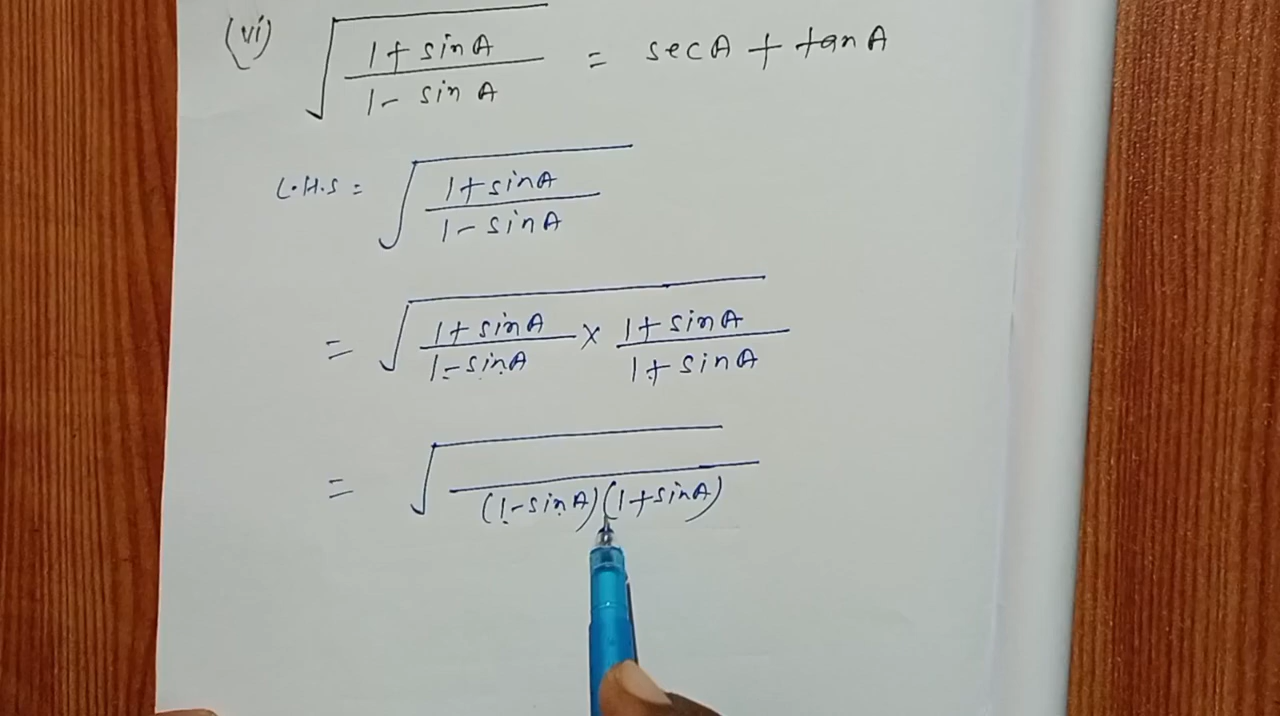 (vi) √(1+sinA / 1-sinA) = secA + tanA
L.H.S = √(1+sinA / 1-sinA)
= √(1+sinA / 1-sinA × 1+sinA / 1+sinA)
= √( / (1-sinA)(1+sinA))